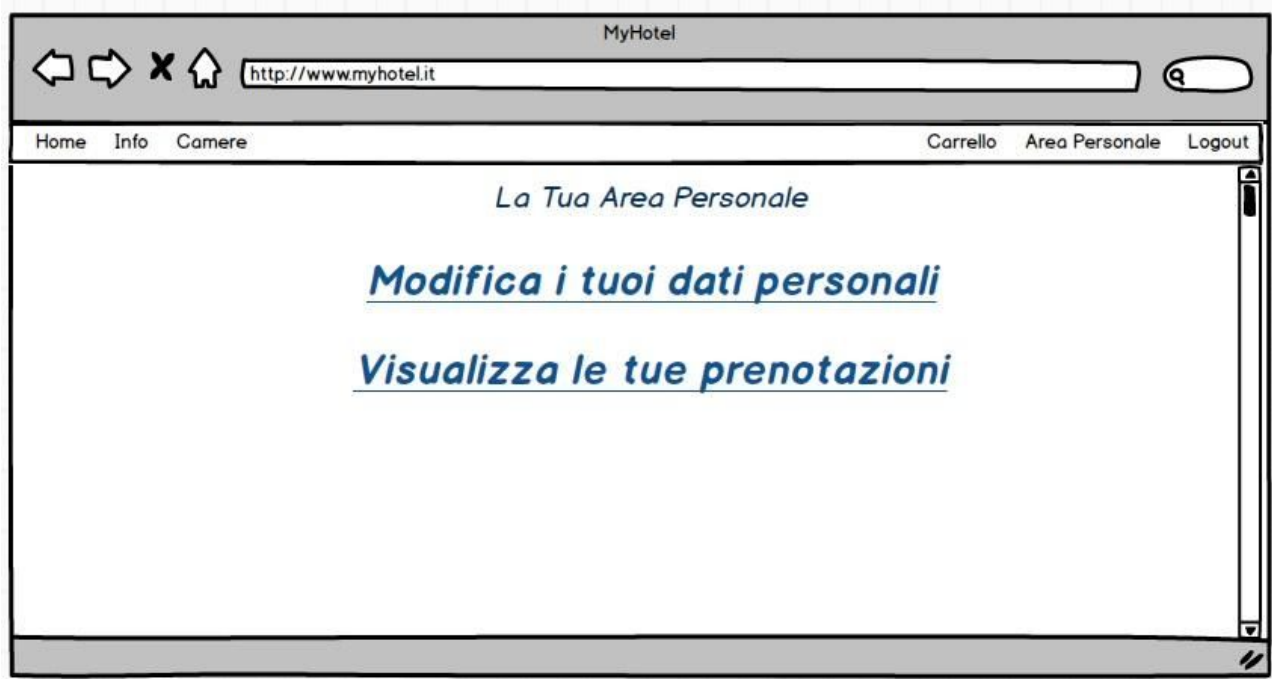 MyHotel
http://www.myhotel.it
Home Info Camere Carrello Area Personale Logout
La Tua Area Personale
Modifica i tuoi dati personali
Visualizza le tue prenotazioni